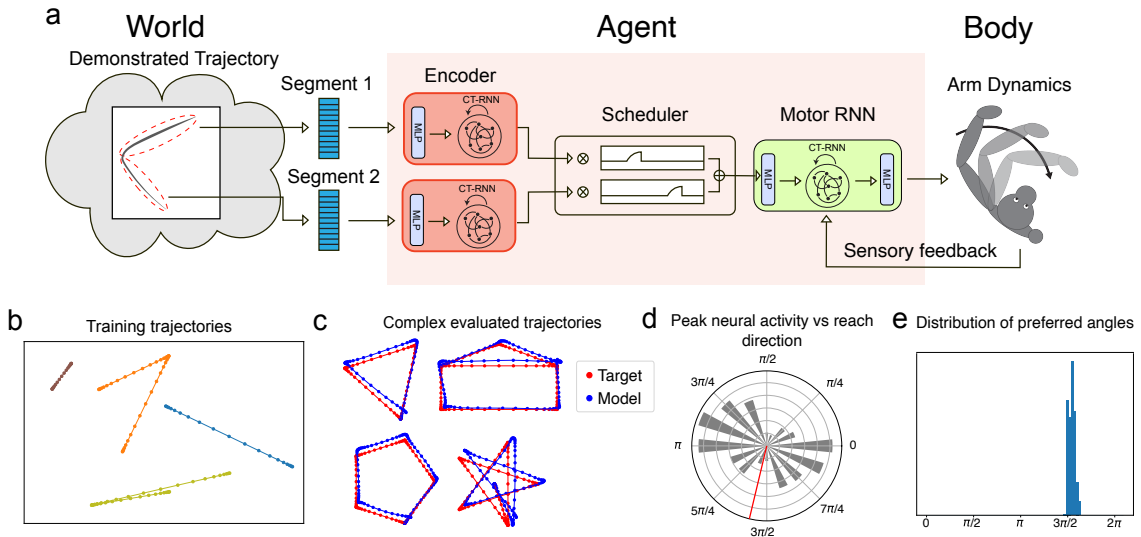 a
World
Agent
Body
Demonstrated Trajectory
Segment 1
Segment 2
Encoder
CT-RNN
MLP
CT-RNN
MLP
Scheduler
Motor RNN
CT-RNN
MLP
MLP
Arm Dynamics
Sensory feedback
b
Training trajectories
c
Complex evaluated trajectories
Target
Model
d
Peak neural activity vs reach
direction
π/2
3π/4
π/4
π
0
5π/4
7π/4
3π/2
e
Distribution of preferred angles
0
π/2
π
3π/2
2π